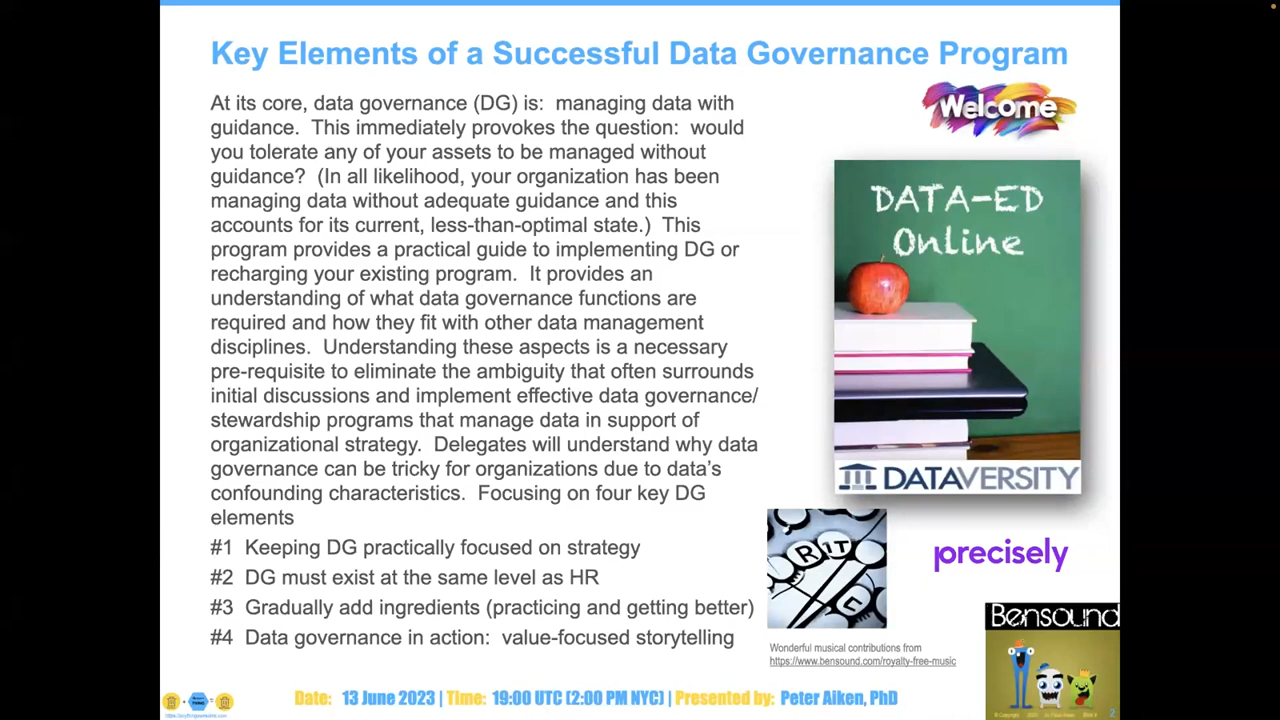 Key Elements of a Successful Data Governance Program
At its core, data governance (DG) is:  managing data with
guidance.  This immediately provokes the question:  would
you tolerate any of your assets to be managed without
guidance?  (In all likelihood, your organization has been
managing data without adequate guidance and this
accounts for its current, less-than-optimal state.)  This
program provides a practical guide to implementing DG or
recharging your existing program.  It provides an
understanding of what data governance functions are
required and how they fit with other data management
disciplines.  Understanding these aspects is a necessary
pre-requisite to eliminate the ambiguity that often surrounds
initial discussions and implement effective data governance/
stewardship programs that manage data in support of
organizational strategy.  Delegates will understand why data
governance can be tricky for organizations due to data's
confounding characteristics.  Focusing on four key DG
elements
#1  Keeping DG practically focused on strategy
#2  DG must exist at the same level as HR
#3  Gradually add ingredients (practicing and getting better)
#4  Data governance in action:  value-focused storytelling
Welcome
DATA-ED
Online
DATAVERSITY
R I T
precisely
Bensound
Wonderful musical contributions from
https://www.bensound.com/royalty-free-music
Date:  13 June 2023 | Time:  19:00 UTC (2:00 PM NYC) | Presented by:  Peter Aiken, PhD
2